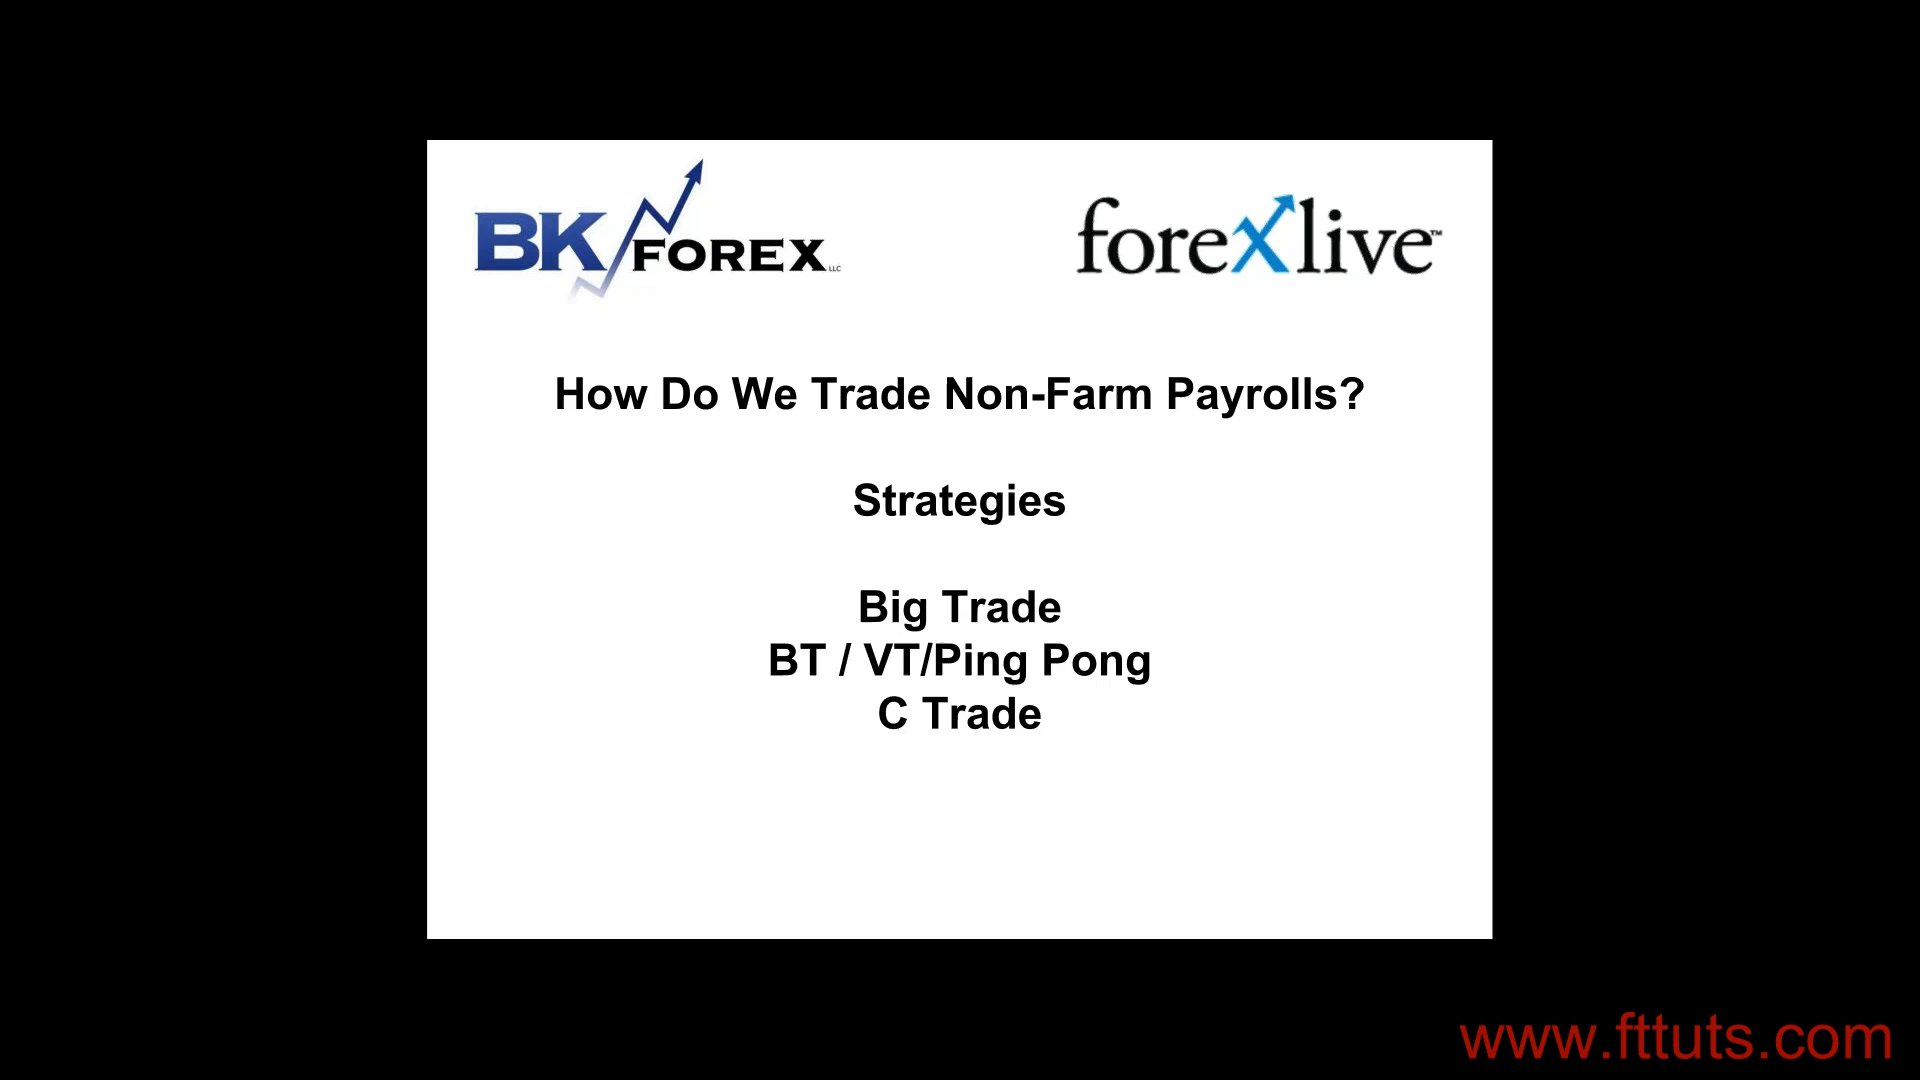 BK FOREX LLC
forexlive™
How Do We Trade Non-Farm Payrolls?
Strategies
Big Trade
BT / VT/Ping Pong
C Trade
www.fttuts.com